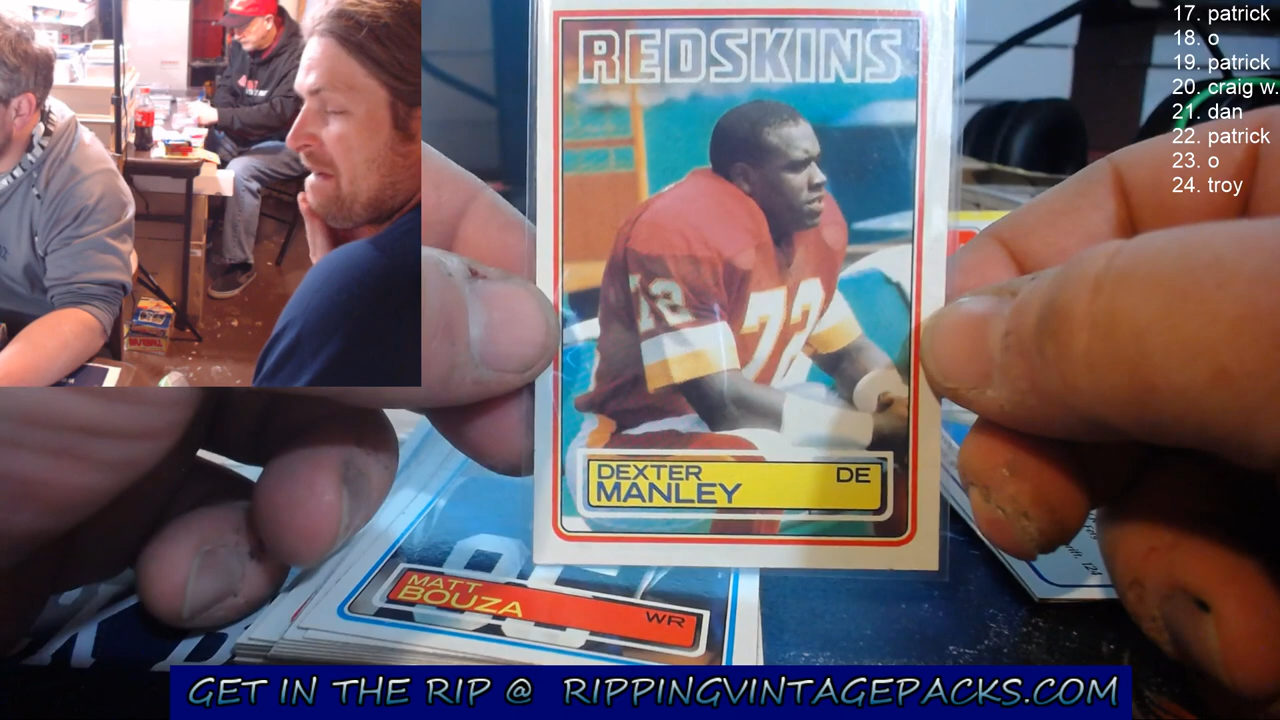 17. patrick
18. o
19. patrick
20. craig w.
21. dan
22. patrick
23. o
24. troy
REDSKINS
72
72
DEXTER
MANLEY
DE
MATT
BOUZA
WR
GET IN THE RIP @ RIPPINGVINTAGEPACKS.COM